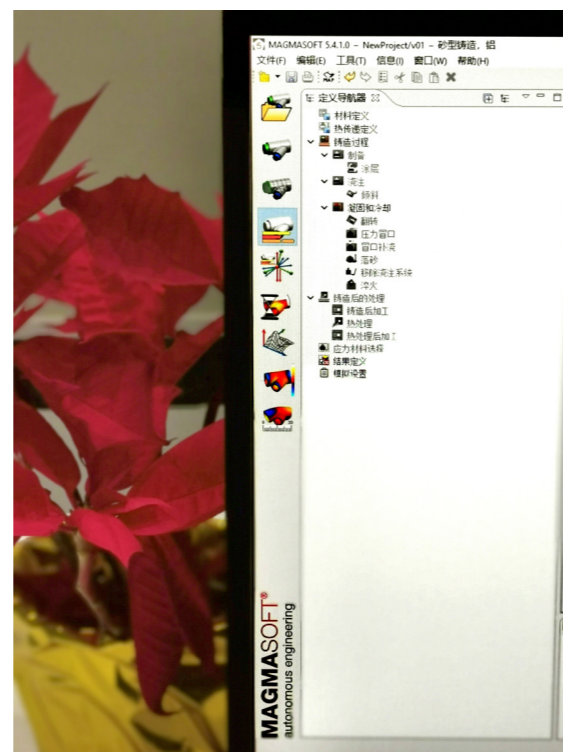 MAGMASOFT 5.4.1.0 - NewProject/v01 - 砂型铸造, 铝
文件(F) 编辑(E) 工具(T) 信息(I) 窗口(W) 帮助(H)
定义导航器
材料定义
热传递定义
铸造过程
制备
涂层
浇注
倾斜
凝固和冷却
翻转
压力冒口
冒口补浇
落砂
移除浇注系统
淬火
铸造后的处理
铸造后加工
热处理
热处理后加工
应力材料选择
结果定义
模拟设置
MAGMASOFT®
autonomous engineering